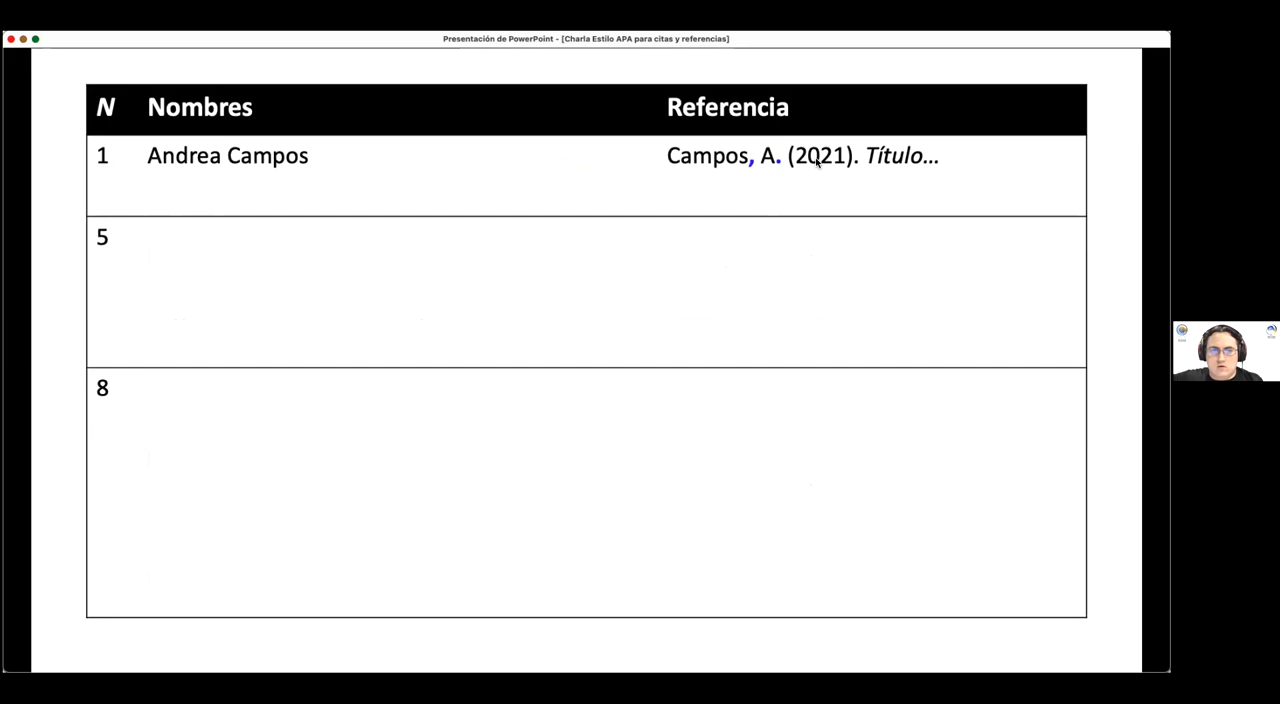 Presentación de PowerPoint - [Charla Estilo APA para citas y referencias]
N Nombres Referencia
1 Andrea Campos Campos, A. (2021). Título...
5
8